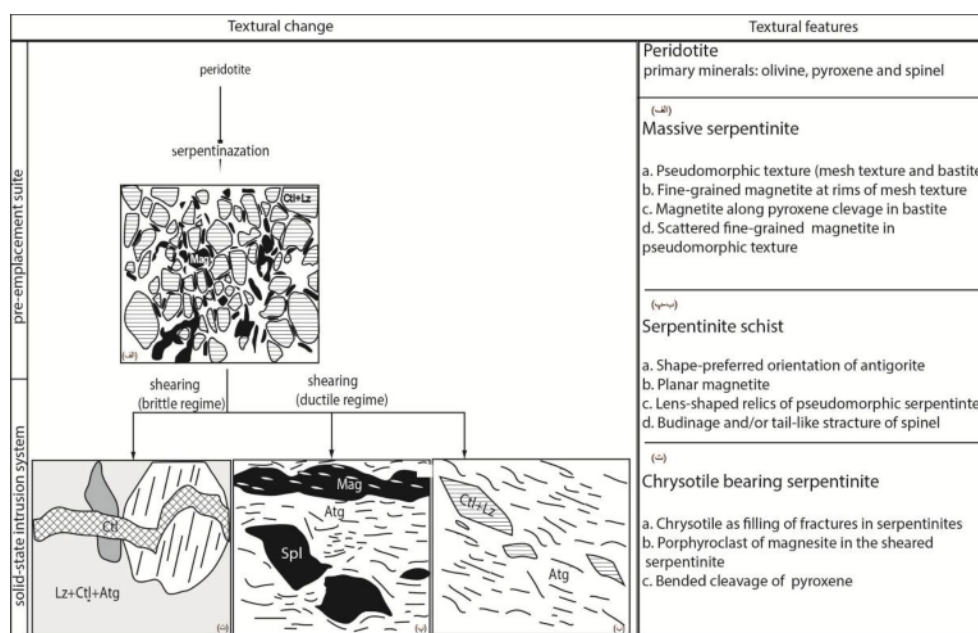 Textural change
Textural features
pre-emplacement suite
solid-state intrusion system
peridotite
serpentinazation
Ctl+Lz
Mag
(الف)
shearing
(brittle regime)
shearing
(ductile regime)
Ctl
Lz+Ctl+Atg
(ت)
Mag
Atg
Spl
(پ)
Ctl+Lz
Atg
(ب)
Peridotite
primary minerals: olivine, pyroxene and spinel
(الف)
Massive serpentinite
a. Pseudomorphic texture (mesh texture and bastite
b. Fine-grained magnetite at rims of mesh texture
c. Magnetite along pyroxene clevage in bastite
d. Scattered fine-grained magnetite in
pseudomorphic texture
(ب-پ)
Serpentinite schist
a. Shape-preferred orientation of antigorite
b. Planar magnetite
c. Lens-shaped relics of pseudomorphic serpentinte
d. Budinage and/or tail-like stracture of spinel
(ت)
Chrysotile bearing serpentinite
a. Chrysotile as filling of fractures in serpentinites
b. Porphyroclast of magnesite in the sheared
serpentinite
c. Bended cleavage of pyroxene